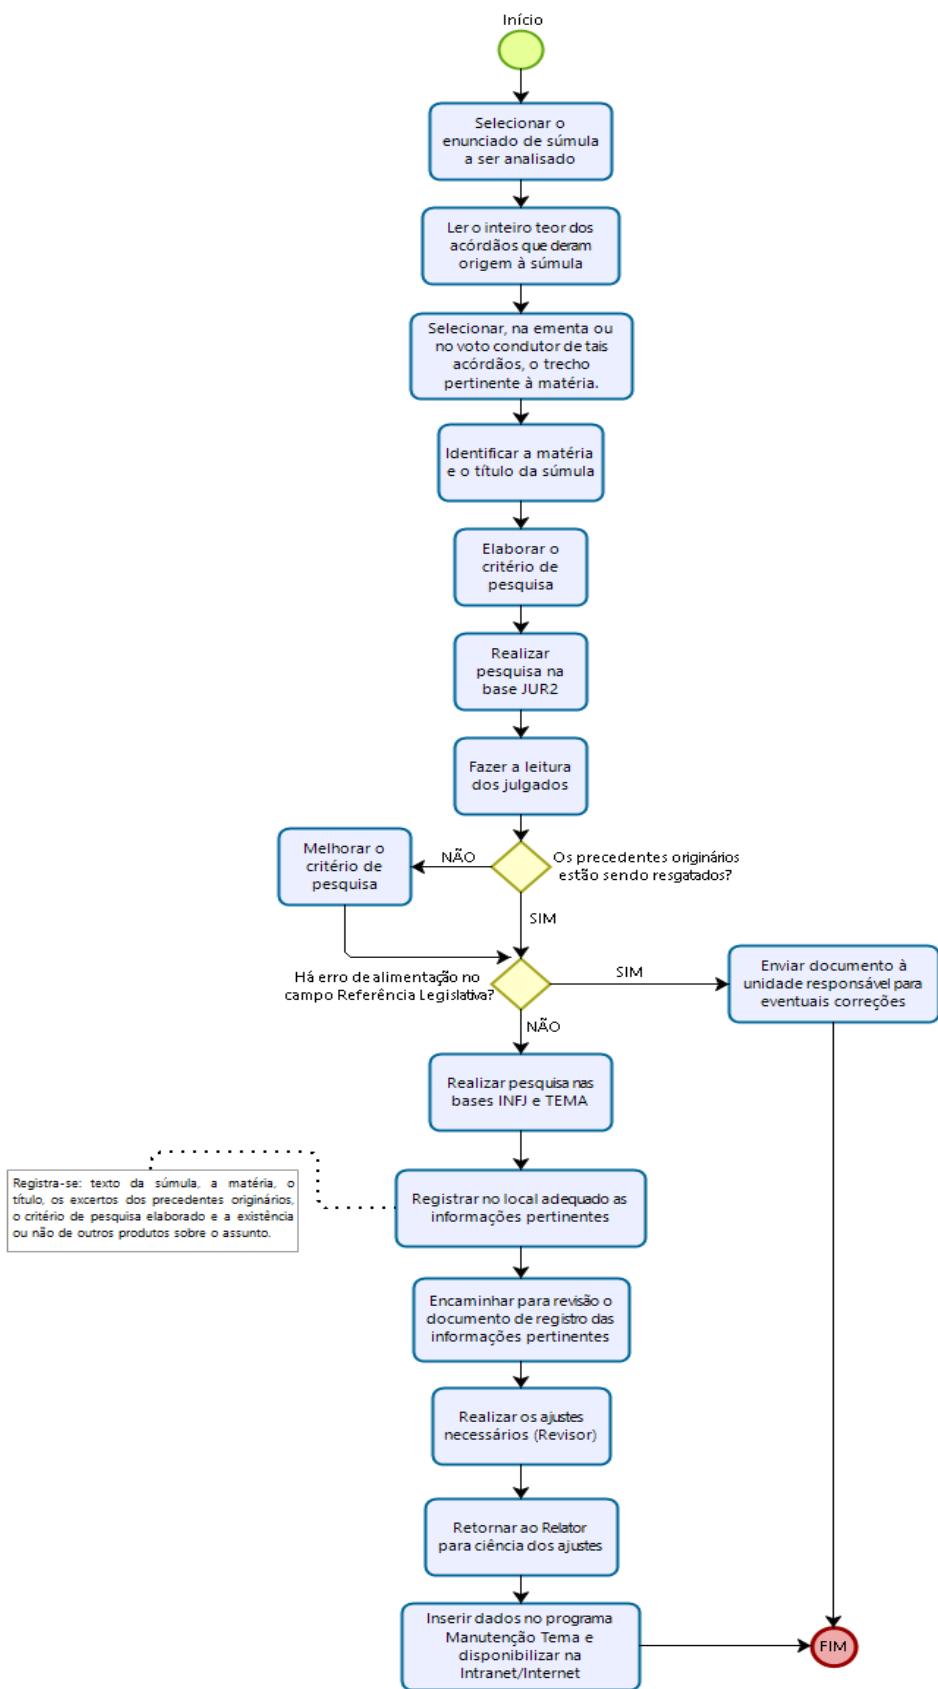 Início
Selecionar o
enunciado de súmula
a ser analisado
Ler o inteiro teor dos
acórdãos que deram
origem à súmula
Selecionar, na ementa ou
no voto condutor de tais
acórdãos, o trecho
pertinente à matéria.
Identificar a matéria
e o título da súmula
Elaborar o
critério de
pesquisa
Realizar
pesquisa na
base JUR2
Fazer a leitura
dos julgados
Os precedentes originários
estão sendo resgatados?
NÃO
Melhorar o
critério de
pesquisa
SIM
Há erro de alimentação no
campo Referência Legislativa?
SIM
Enviar documento à
unidade responsável para
eventuais correções
NÃO
Realizar pesquisa nas
bases INFJ e TEMA
Registrar no local adequado as
informações pertinentes
Registra-se: texto da súmula, a matéria, o
título, os excertos dos precedentes originários,
o critério de pesquisa elaborado e a existência
ou não de outros produtos sobre o assunto.
Encaminhar para revisão o
documento de registro das
informações pertinentes
Realizar os ajustes
necessários (Revisor)
Retornar ao Relator
para ciência dos ajustes
Inserir dados no programa
Manutenção Tema e
disponibilizar na
Intranet/Internet
FIM